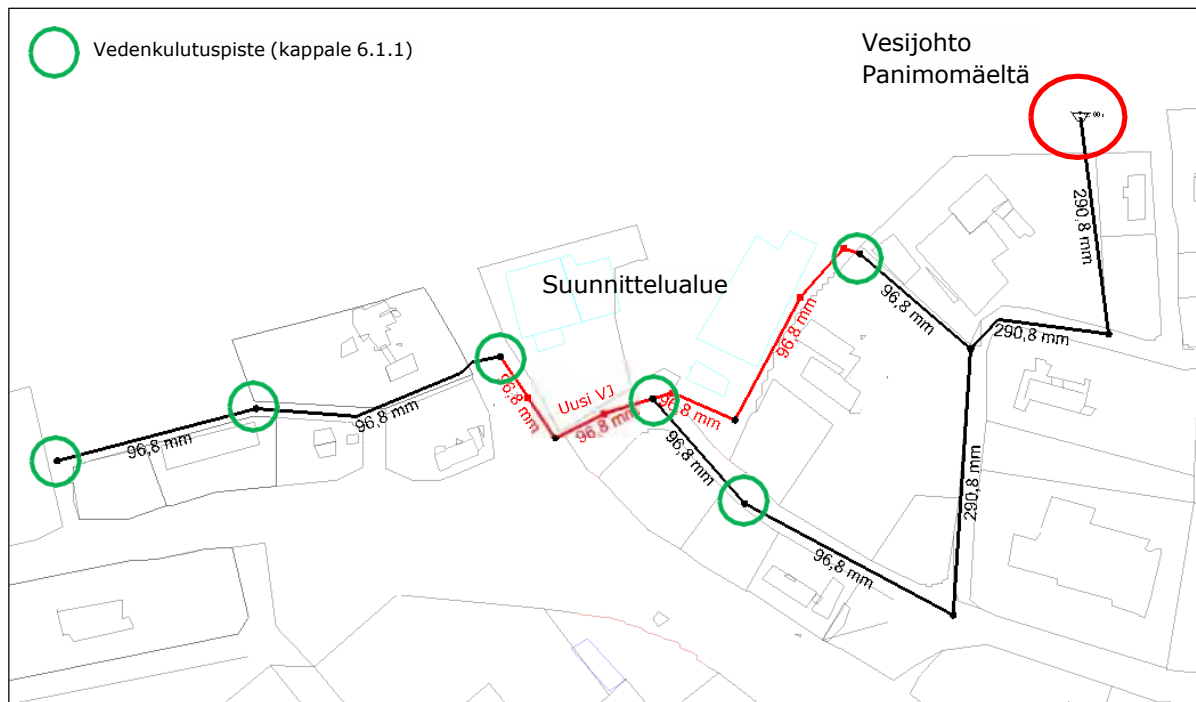 Vedenkulutuspiste (kappale 6.1.1)
Vesijohto
Panimomäeltä
290,8 mm
Suunnittelualue
96,8 mm
290,8 mm
96,8 mm
96,8 mm
Uusi VJ
96,8 mm
96,8 mm
96,8 mm
96,8 mm
96,8 mm
290,8 mm
96,8 mm